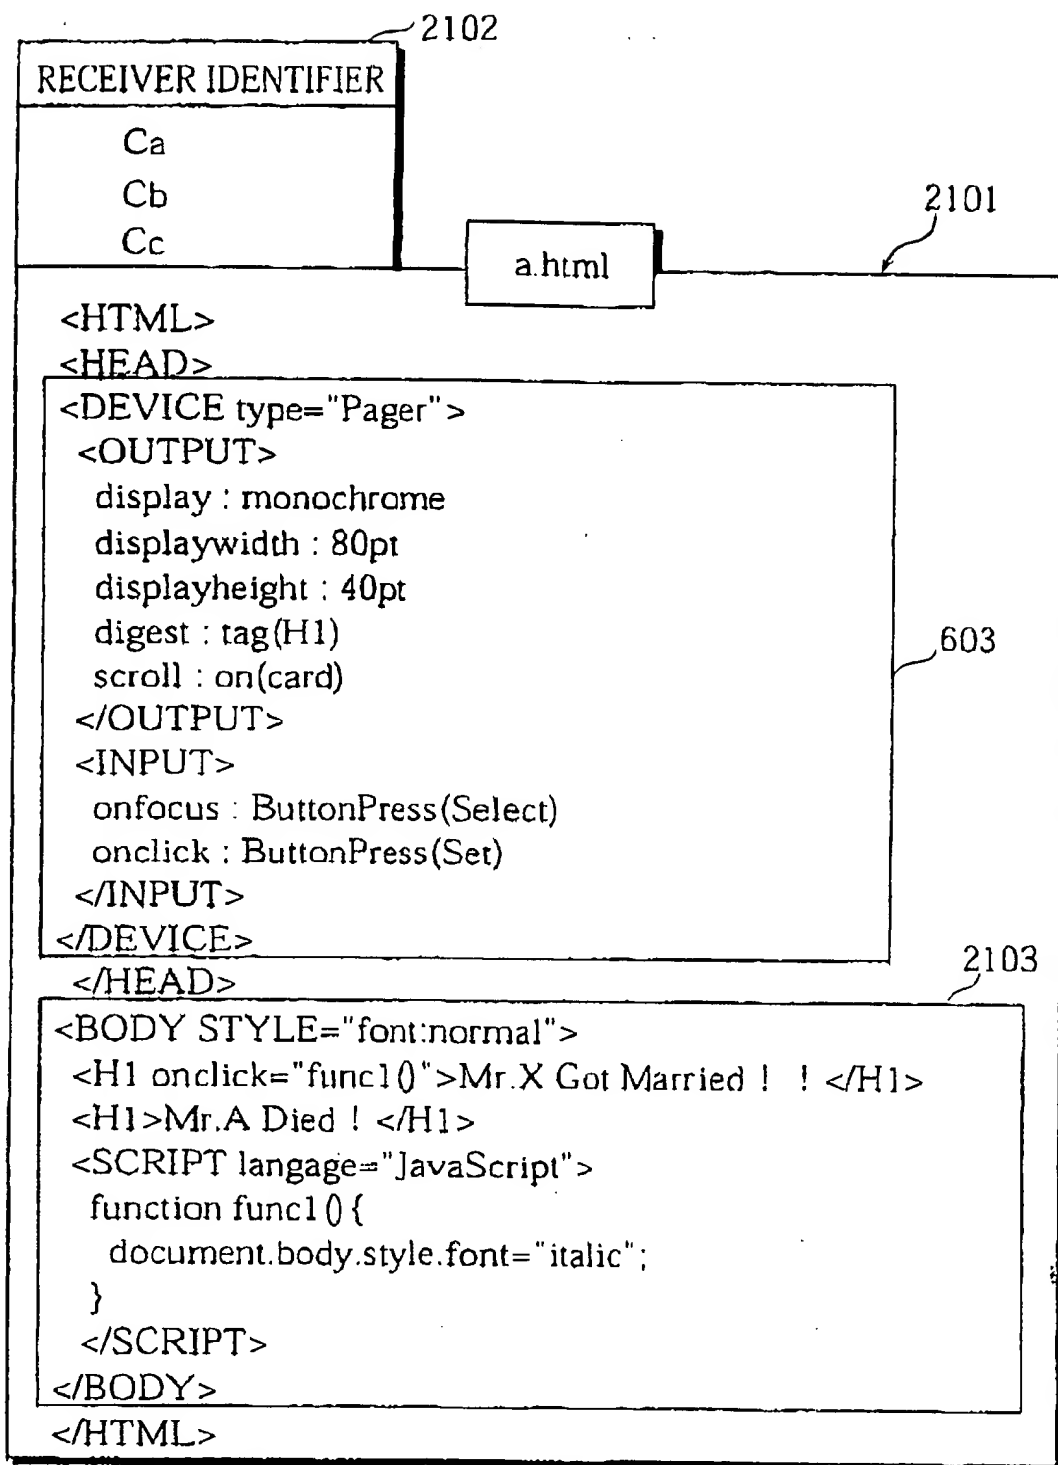 2102
RECEIVER IDENTIFIER
Ca
Cb
Cc
2101
a.html
<HTML>
<HEAD>
<DEVICE type="Pager">
<OUTPUT>
display : monochrome
displaywidth : 80pt
displayheight : 40pt
digest : tag(H1)
scroll : on(card)
</OUTPUT>
<INPUT>
onfocus : ButtonPress(Select)
onclick : ButtonPress(Set)
</INPUT>
</DEVICE>
603
</HEAD>
2103
<BODY STYLE="font:normal">
<H1 onclick="func1()">Mr.X Got Married ! ! </H1>
<H1>Mr.A Died ! </H1>
<SCRIPT langage="JavaScript">
function func1() {
document.body.style.font="italic";
}
</SCRIPT>
</BODY>
</HTML>